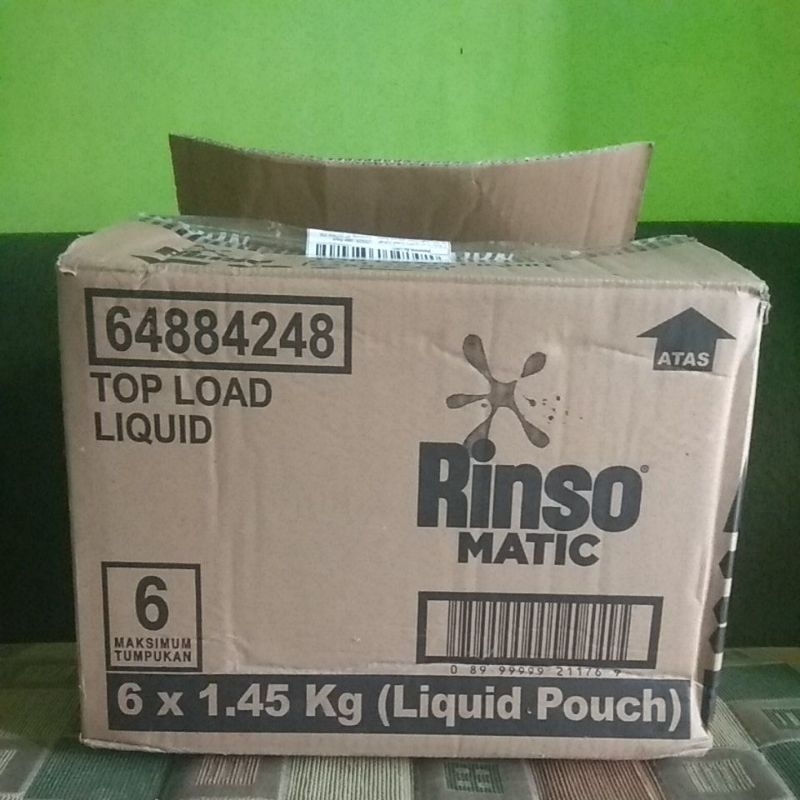 64884248
TOP LOAD
LIQUID
ATAS
Rinso®
MATIC
6
MAKSIMUM
TUMPUKAN
0 89 99999 21176 9
6 x 1.45 Kg (Liquid Pouch)